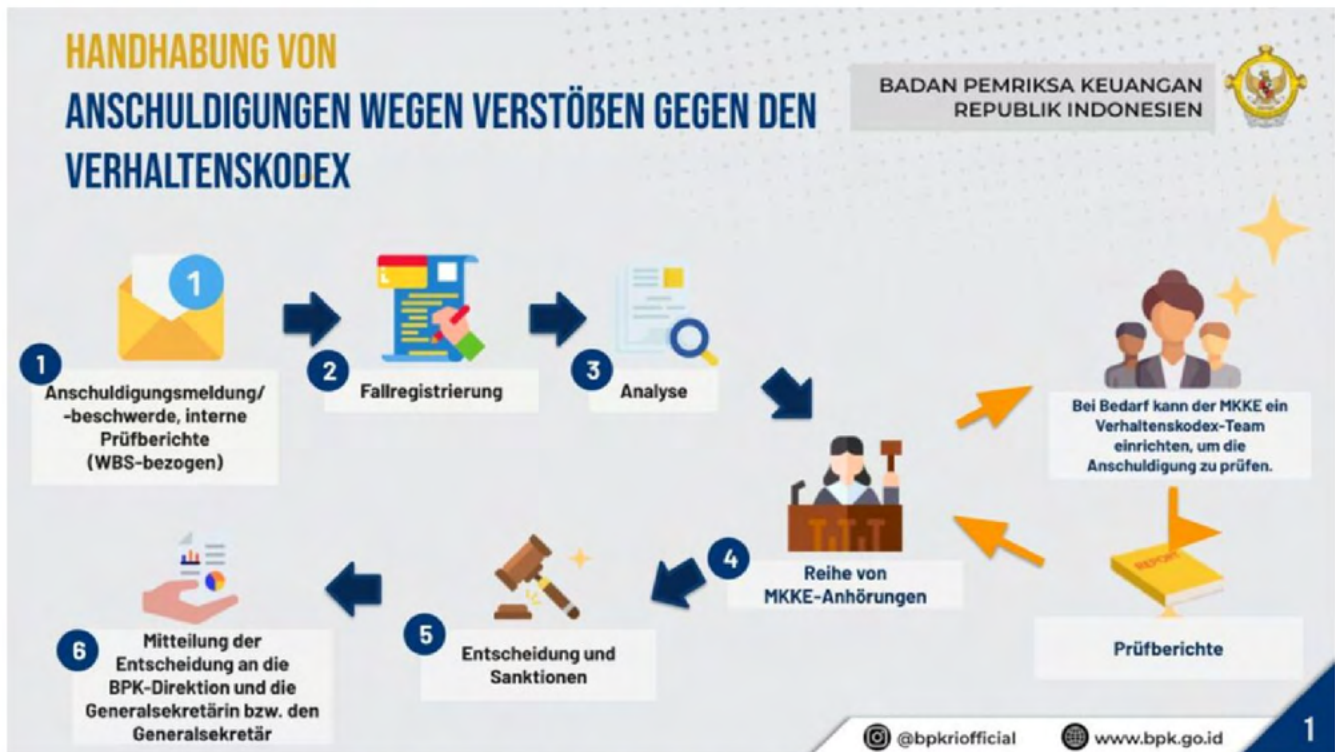 HANDHABUNG VON
ANSCHULDIGUNGEN WEGEN VERSTÖẞEN GEGEN DEN
VERHALTENSKODEX
BADAN PEMRIKSA KEUANGAN
REPUBLIK INDONESIEN
1
1
Anschuldigungsmeldung/
-beschwerde, interne
Prüfberichte
(WBS-bezogen)
2
Fallregistrierung
3
Analyse
Bei Bedarf kann der MKKE ein
Verhaltenskodex-Team
einrichten, um die
Anschuldigung zu prüfen.
4
Reihe von
MKKE-Anhörungen
REPORT
Prüfberichte
5
Entscheidung und
Sanktionen
6
Mitteilung der
Entscheidung an die
BPK-Direktion und die
Generalsekretärin bzw. den
Generalsekretär
@bpkriofficial
www.bpk.go.id
1